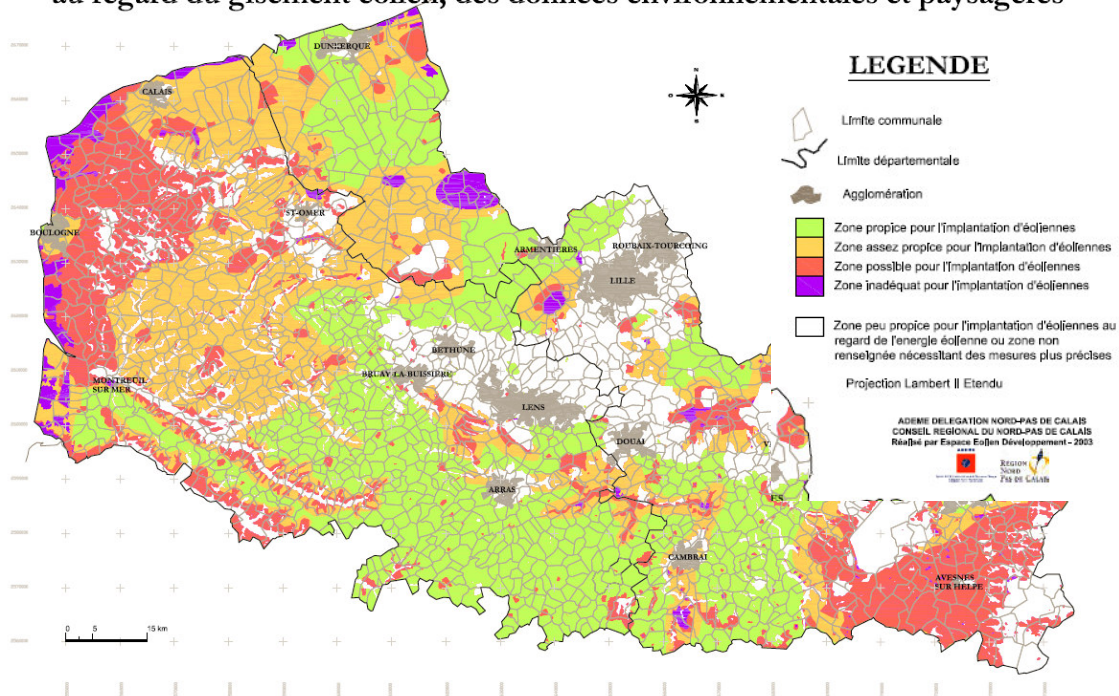 au regard du gisement éolien, des données environnementales et paysagères
DUNKERQUE
CALAIS
ST-OMER
BOULOGNE
ARMENTIERES
ROUBAIX-TOURCOING
LILLE
BETHUNE
BRUAY-LA-BUISSIERE
MONTREUIL
SUR MER
LENS
DOUAI
ARRAS
V
ES
CAMBRAI
AVESNES
SUR HELPE
0 5 15 km
LEGENDE
N
O
E
S
Limite communale
Limite départementale
Agglomération
Zone propice pour l'implantation d'éoliennes
Zone assez propice pour l'implantation d'éoliennes
Zone possible pour l'implantation d'éoliennes
Zone inadéquat pour l'implantation d'éoliennes
Zone peu propice pour l'implantation d'éoliennes au
regard de l'energie éolienne ou zone non
renseignée nécessitant des mesures plus précises
Projection Lambert II Etendu
ADEME DELEGATION NORD-PAS DE CALAIS
CONSEIL REGIONAL DU NORD-PAS DE CALAIS
Réalisé par Espace Eolien Développement - 2003
ADEME
REGION
NORD
PAS DE CALAIS